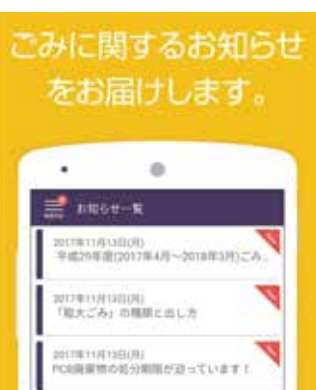 ごみに関するお知らせ
をお届けします。
お知らせ一覧
2017年11月13日(月)
平成29年度(2017年4月～2018年3月)ごみ...
2017年11月13日(月)
「粗大ごみ」の種類と出し方
2017年11月13日(月)
PCB廃棄物の処分期限が迫っています！